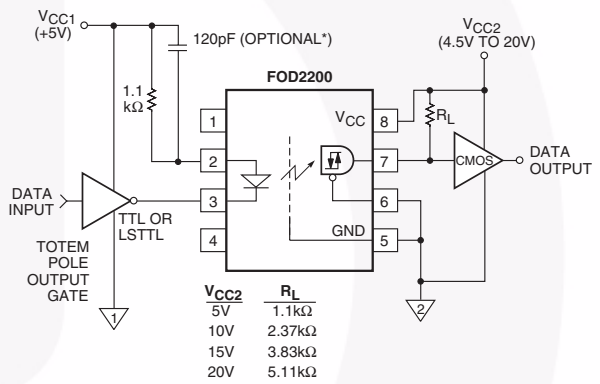 VCC1
(+5V)
120pF (OPTIONAL*)
VCC2
(4.5V TO 20V)
FOD2200
1.1
kΩ
1
2
3
4
VCC
8
7
6
GND
5
RL
CMOS
DATA
OUTPUT
DATA
INPUT
TTL OR
LSTTL
TOTEM
POLE
OUTPUT
GATE
1
2
VCC2 RL
5V 1.1kΩ
10V 2.37kΩ
15V 3.83kΩ
20V 5.11kΩ